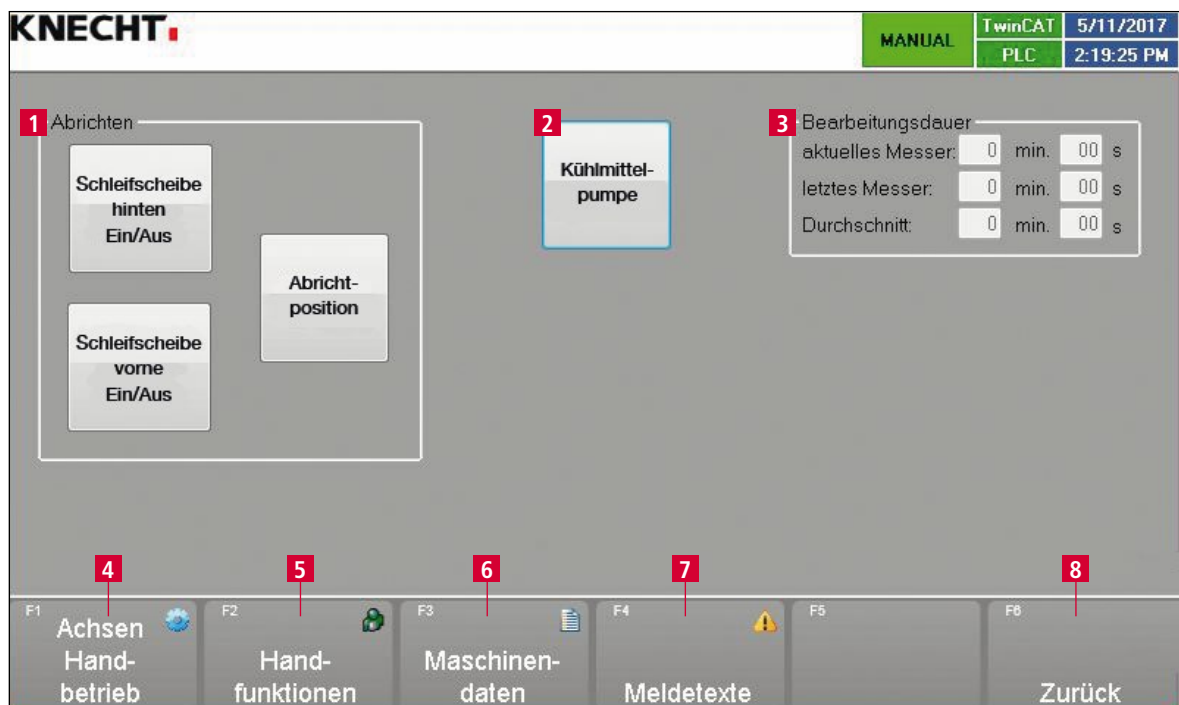 KNECHT
MANUAL
TwinCAT
5/11/2017
PLC
2:19:25 PM
1 Abrichten
Schleifscheibe
hinten
Ein/Aus
Abricht-
position
Schleifscheibe
vorne
Ein/Aus
2
Kühlmittel-
pumpe
3 Bearbeitungsdauer
aktuelles Messer: 0 min. 00 s
letztes Messer: 0 min. 00 s
Durchschnitt: 0 min. 00 s
4
5
6
7
8
F1
Achsen
Hand-
betrieb
F2
Hand-
funktionen
F3
Maschinen-
daten
F4
Meldetexte
F5
F6
Zurück